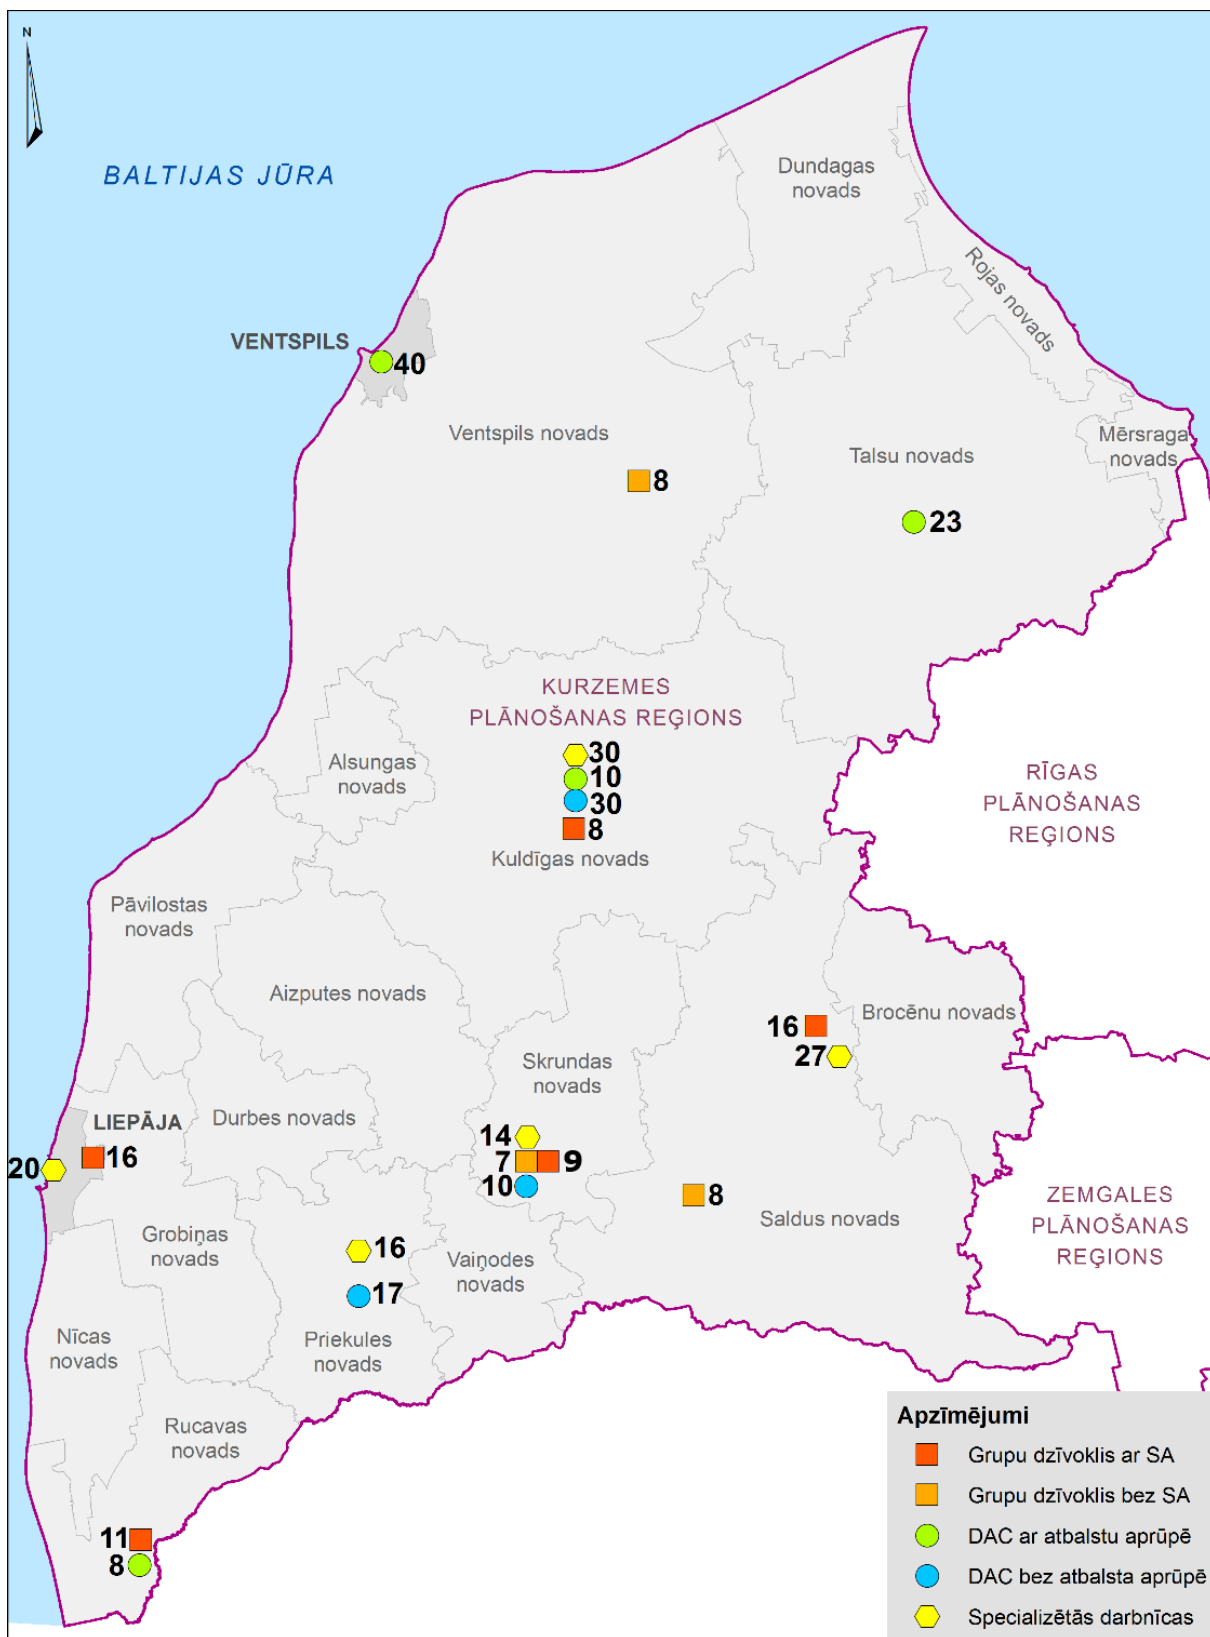 N
BALTIJAS JŪRA
Dundagas
novads
Rojas novads
VENTSPILS
40
Ventspils novads
8
Talsu novads
Mērsraga
novads
23
KURZEMES
PLĀNOŠANAS REĢIONS
30
10
30
8
Kuldīgas novads
Alsungas
novads
RĪGAS
PLĀNOŠANAS
REĢIONS
Pāvilostas
novads
Aizputes novads
Skrundas
novads
16
27
Brocēnu novads
LIEPĀJA
16
20
Durbes novads
14
7
9
10
8
Saldus novads
ZEMGALES
PLĀNOŠANAS
REĢIONS
Grobiņas
novads
16
17
Priekules
novads
Vaiņodes
novads
Nīcas
novads
Rucavas
novads
11
8
Apzīmējumi
Grupu dzīvoklis ar SA
Grupu dzīvoklis bez SA
DAC ar atbalstu aprūpē
DAC bez atbalsta aprūpē
Specializētās darbnīcas